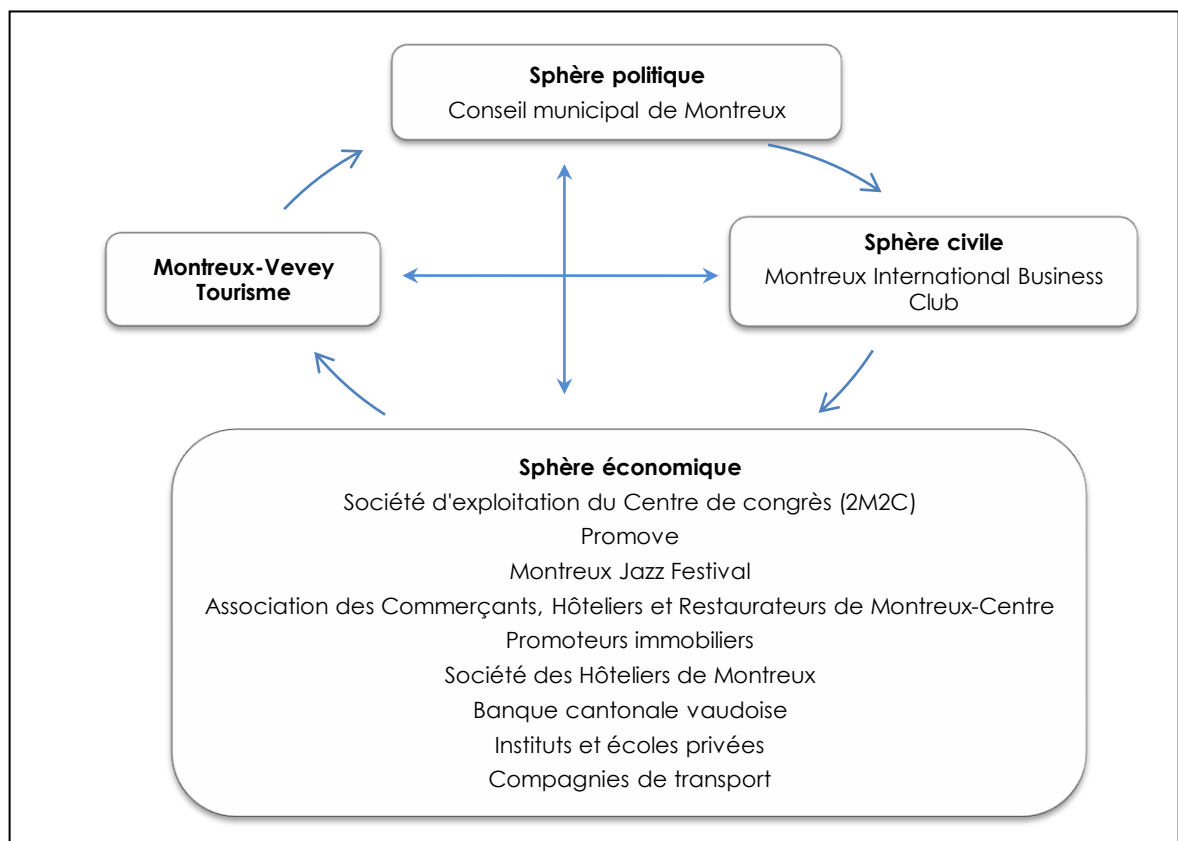 Sphère politique
Conseil municipal de Montreux
Montreux-Vevey
Tourisme
Sphère civile
Montreux International Business
Club
Sphère économique
Société d'exploitation du Centre de congrès (2M2C)
Promove
Montreux Jazz Festival
Association des Commerçants, Hôteliers et Restaurateurs de Montreux-Centre
Promoteurs immobiliers
Société des Hôteliers de Montreux
Banque cantonale vaudoise
Instituts et écoles privées
Compagnies de transport